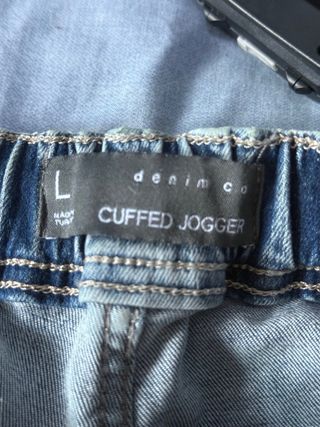 L
denim co
CUFFED JOGGER